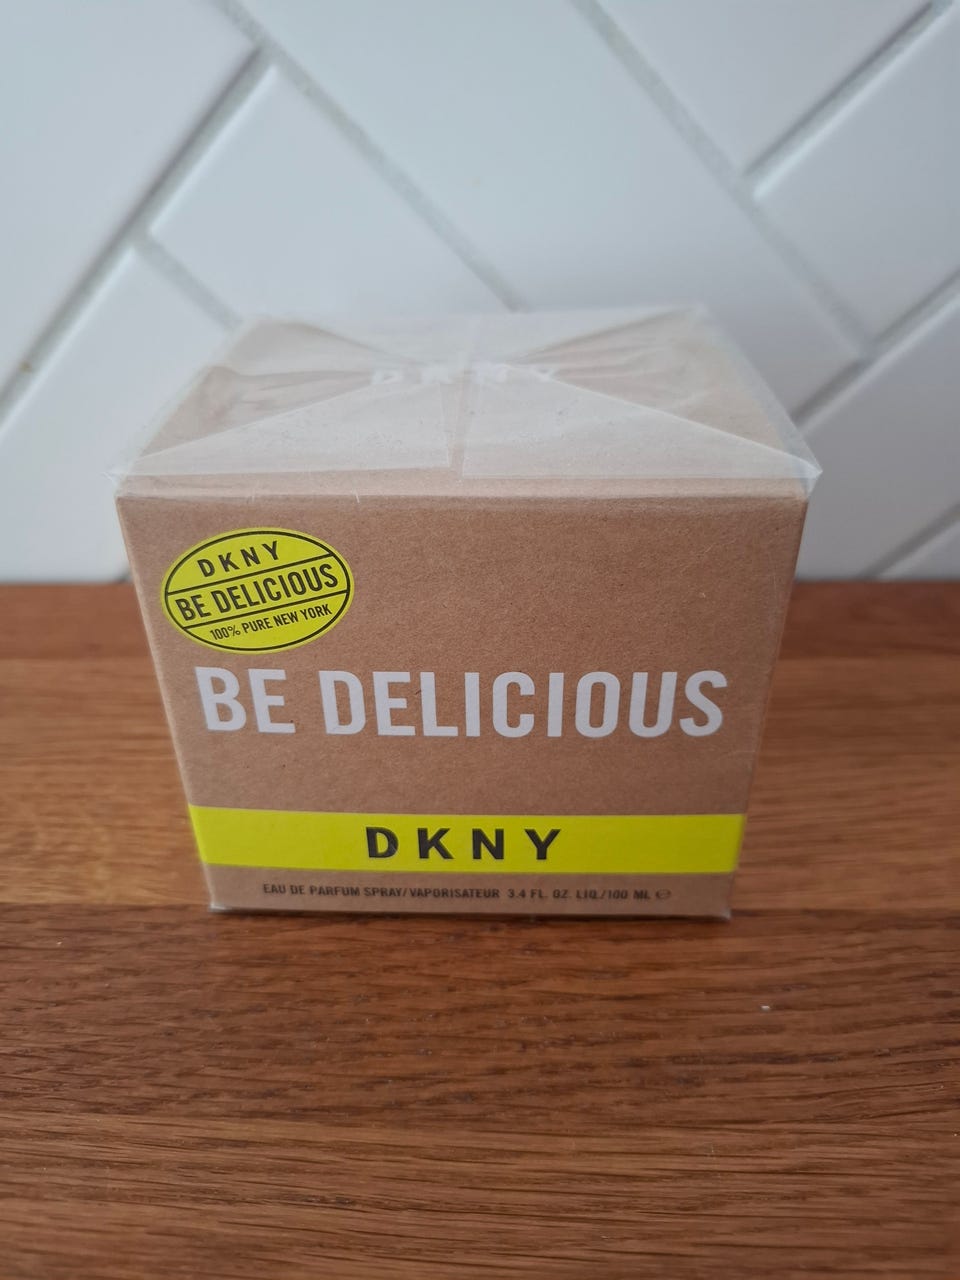 DKNY
DKNY
BE DELICIOUS
100% PURE NEW YORK
BE DELICIOUS
DKNY
EAU DE PARFUM SPRAY/VAPORISATEUR 3.4 FL. OZ. LIQ./100 ML ℮